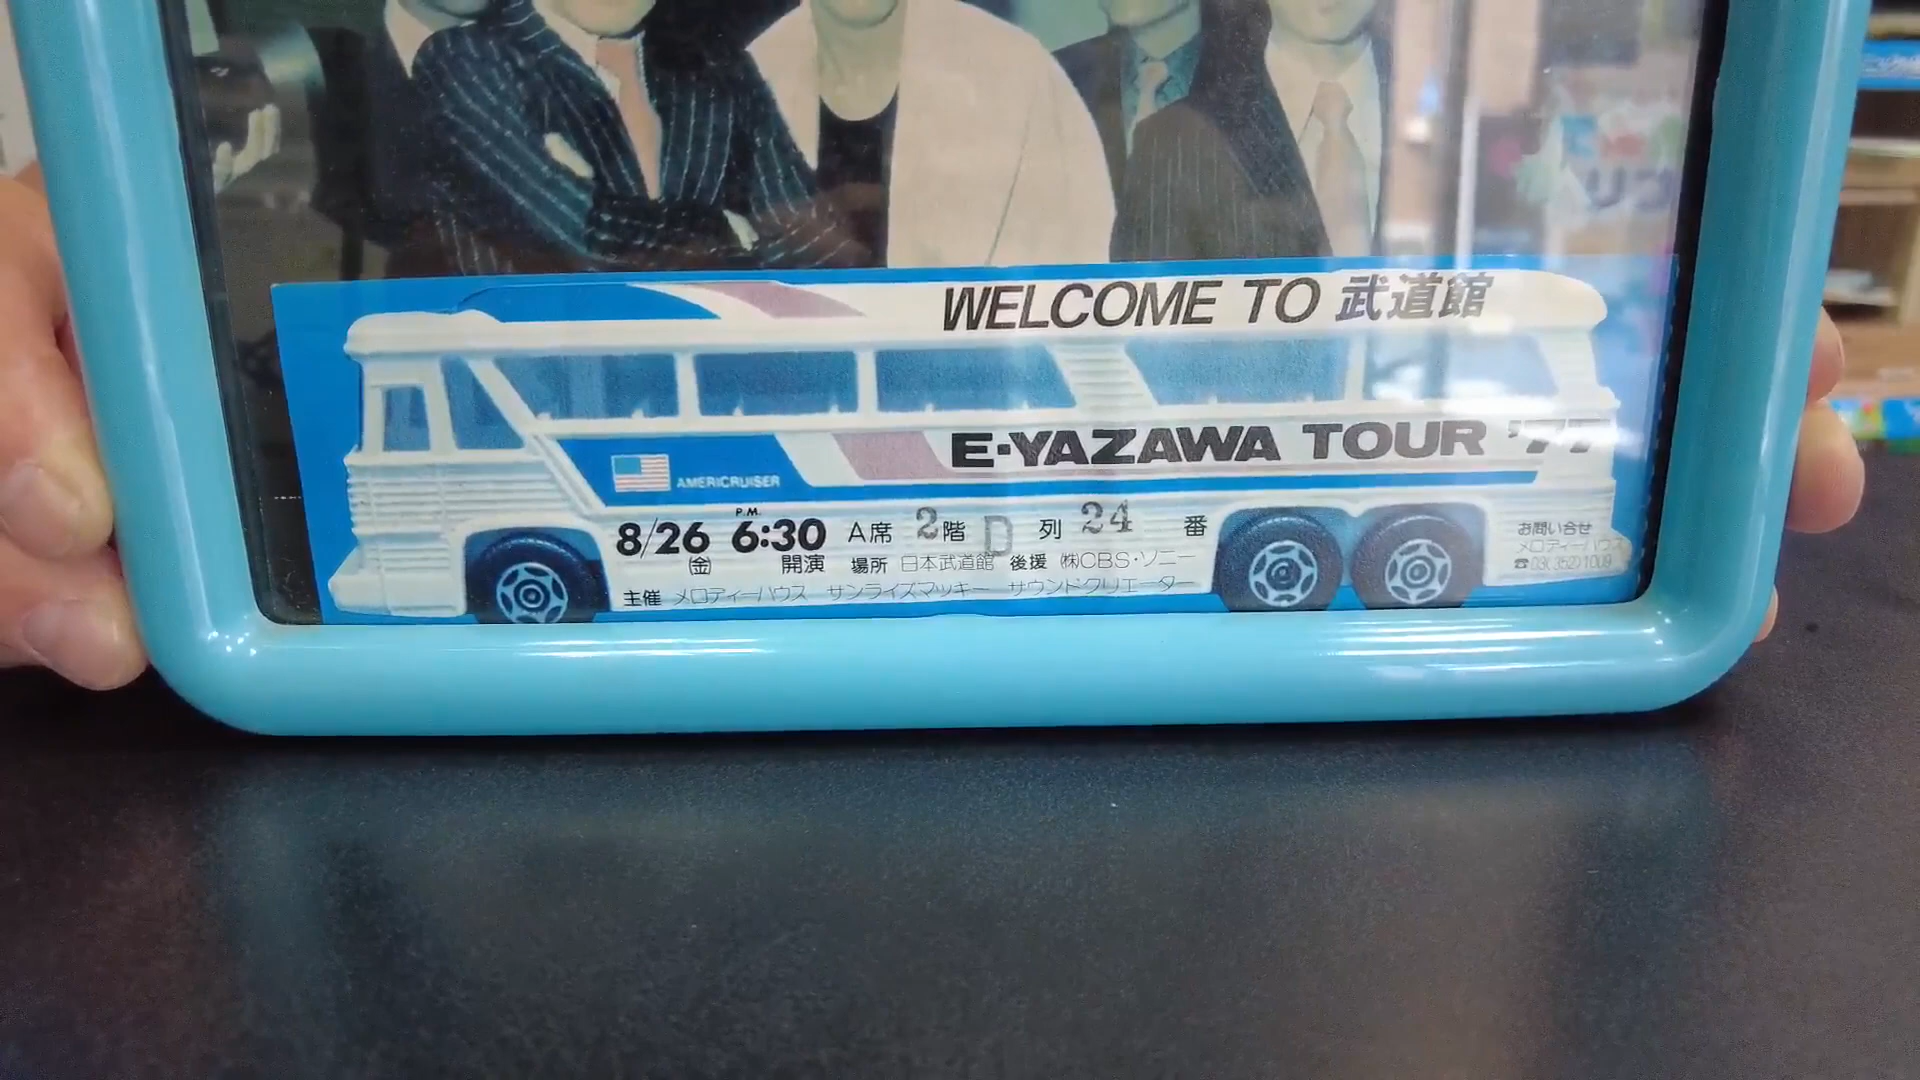 WELCOME TO 武道館
E·YAZAWA TOUR '77
AMERICRUISER
P.M.
8/26 6:30 A席 2階 D 列 24 番
(金) 開演 場所 日本武道館 後援 ㈱CBS・ソニー
主催 メロディーハウス サンライズマッキー サウンドクリエーター
お問い合せ
メロディーハウス
☎03(352)1009